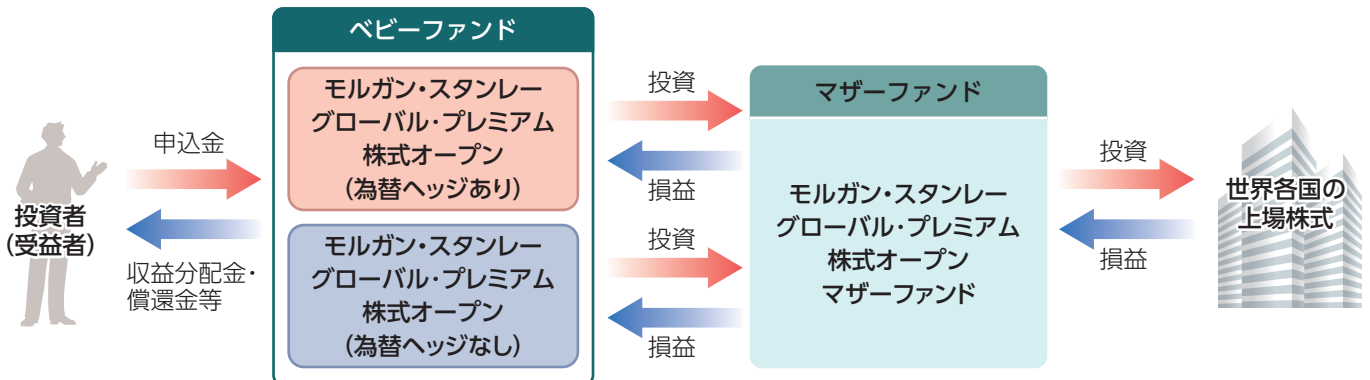 投資者
(受益者)
申込金
収益分配金・
償還金等
ベビーファンド
モルガン・スタンレー
グローバル・プレミアム
株式オープン
(為替ヘッジあり)
モルガン・スタンレー
グローバル・プレミアム
株式オープン
(為替ヘッジなし)
投資
損益
投資
損益
マザーファンド
モルガン・スタンレー
グローバル・プレミアム
株式オープン
マザーファンド
投資
損益
世界各国の
上場株式